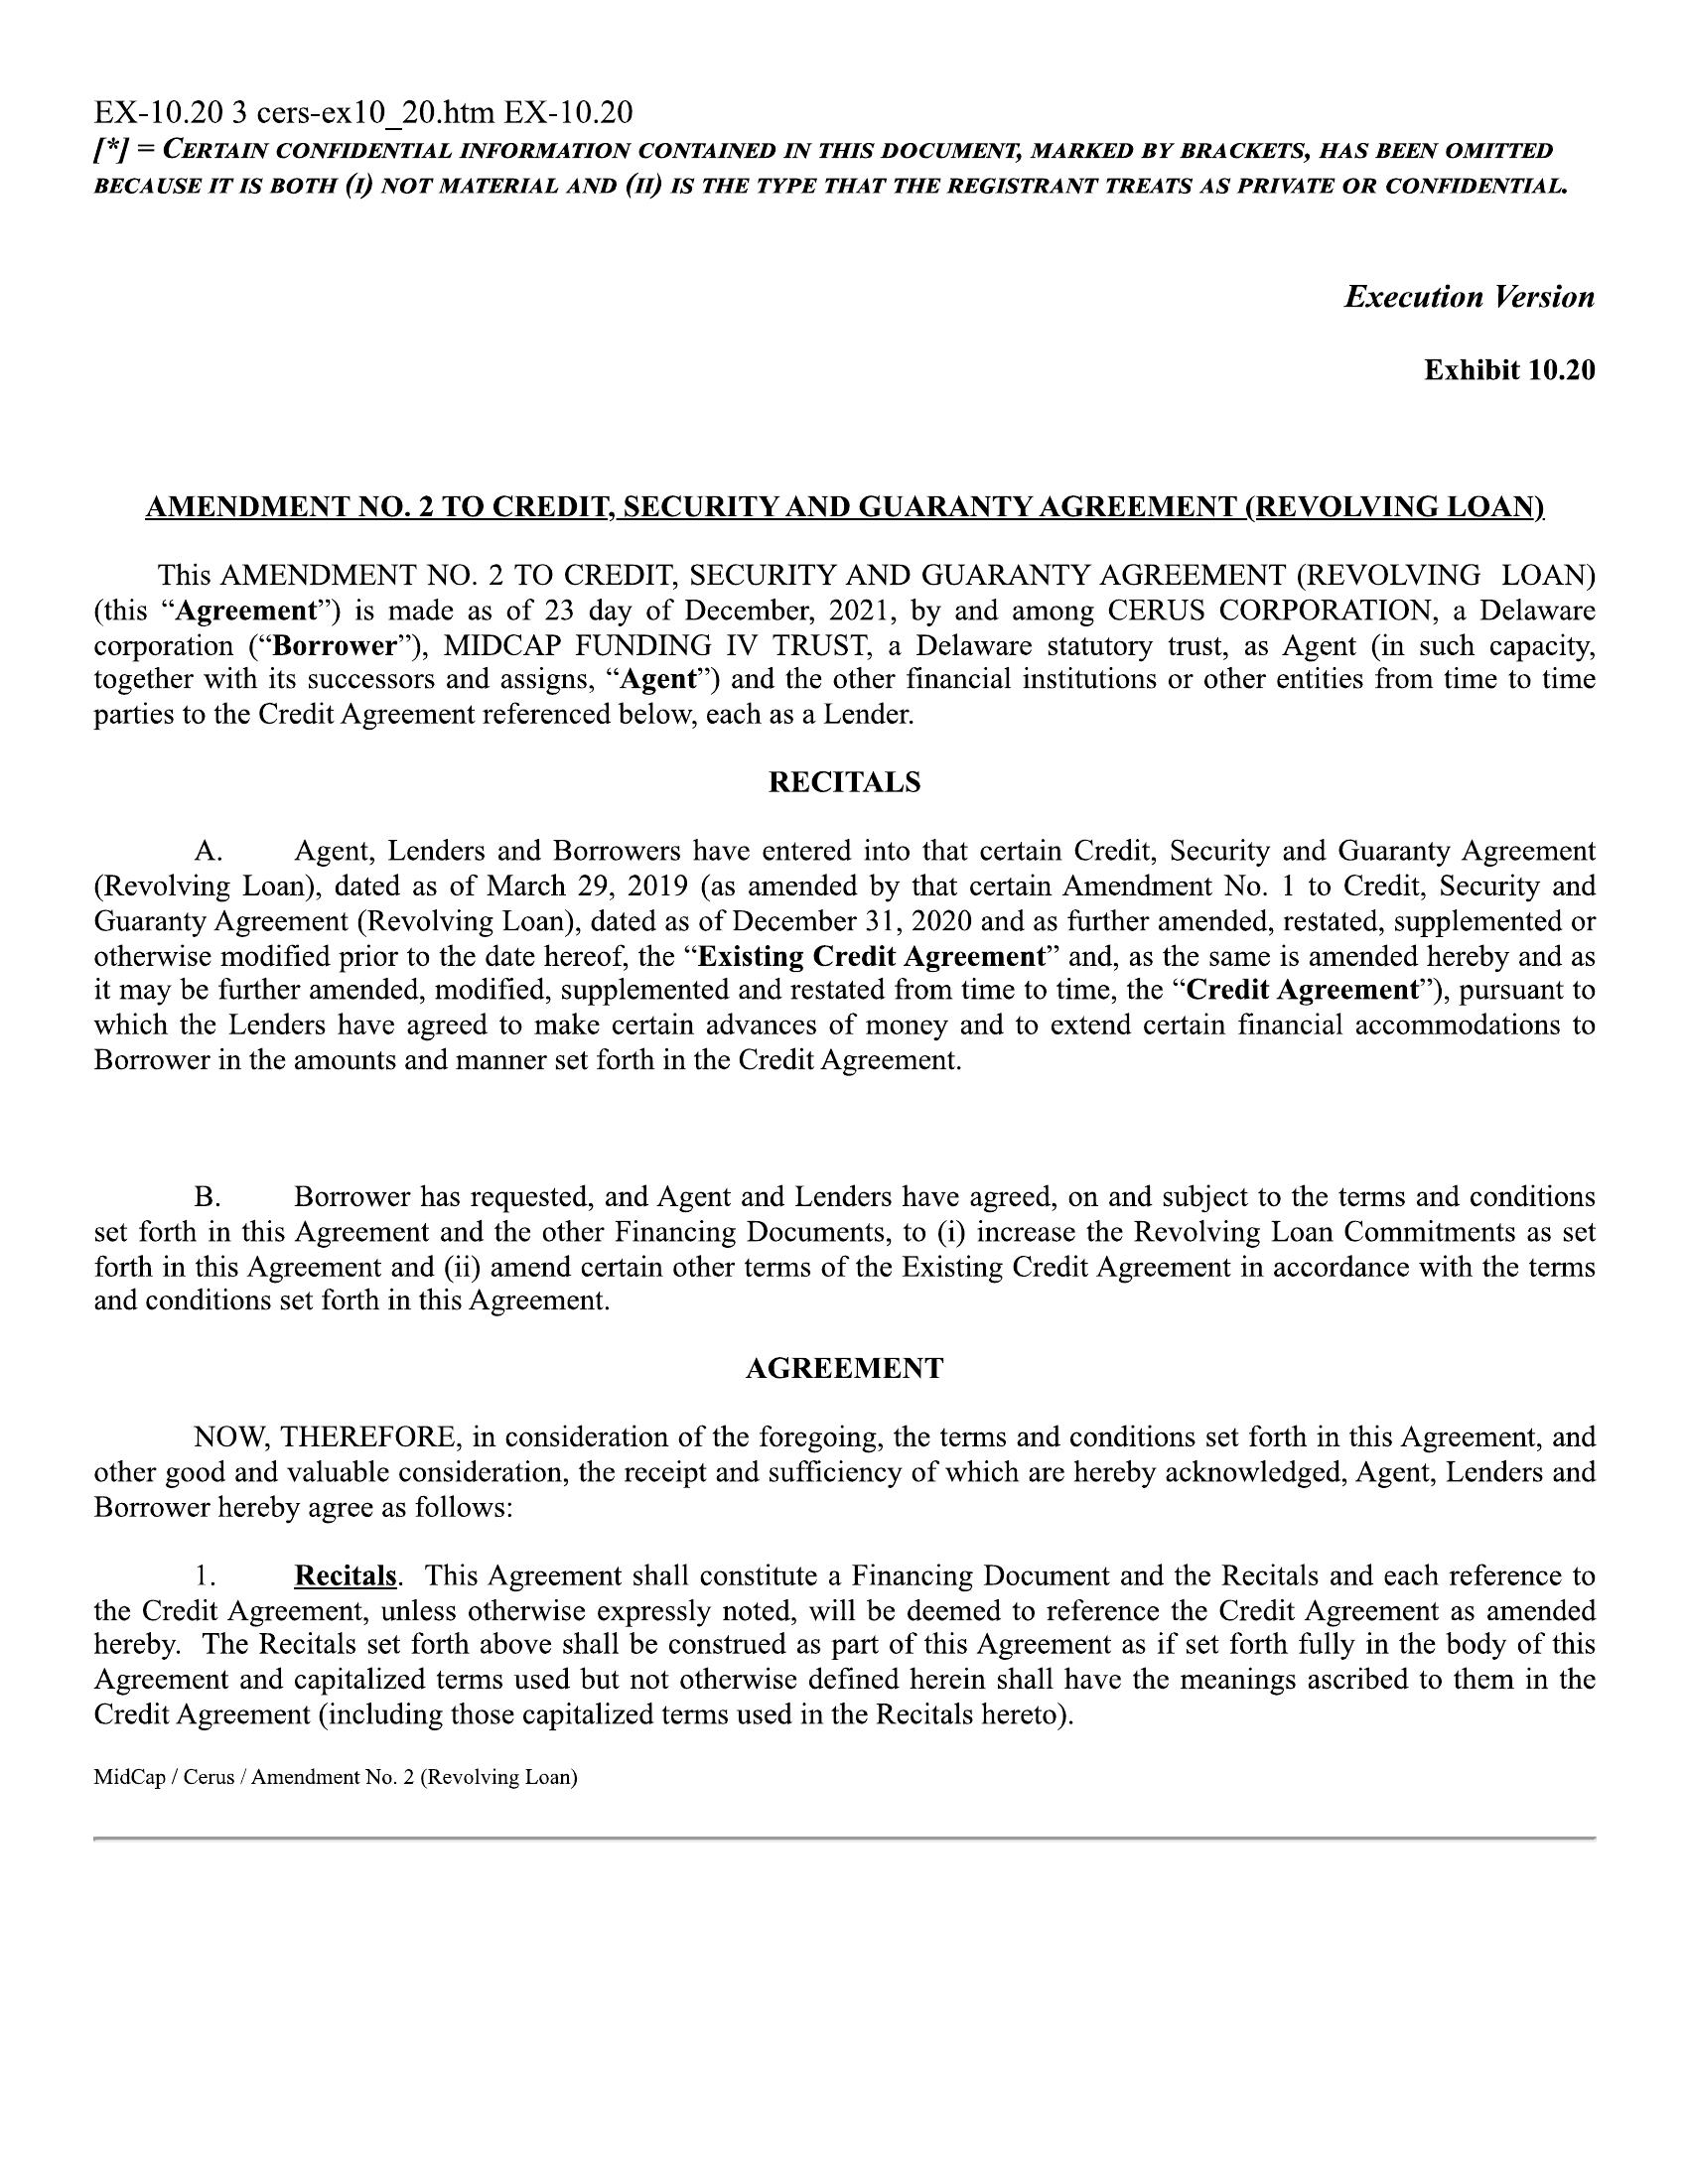 EX-10.20 3 cers-ex10_20.htm EX-10.20
[*] = CERTAIN CONFIDENTIAL INFORMATION CONTAINED IN THIS DOCUMENT, MARKED BY BRACKETS, HAS BEEN OMITTED
BECAUSE IT IS BOTH (I) NOT MATERIAL AND (II) IS THE TYPE THAT THE REGISTRANT TREATS AS PRIVATE OR CONFIDENTIAL.
Execution Version
Exhibit 10.20
AMENDMENT NO. 2 TO CREDIT, SECURITY AND GUARANTY AGREEMENT (REVOLVING LOAN)
This AMENDMENT NO. 2 TO CREDIT, SECURITY AND GUARANTY AGREEMENT (REVOLVING LOAN)
(this “Agreement”) is made as of 23 day of December, 2021, by and among CERUS CORPORATION, a Delaware
corporation (“Borrower”), MIDCAP FUNDING IV TRUST, a Delaware statutory trust, as Agent (in such capacity,
together with its successors and assigns, “Agent”) and the other financial institutions or other entities from time to time
parties to the Credit Agreement referenced below, each as a Lender.
RECITALS
A. Agent, Lenders and Borrowers have entered into that certain Credit, Security and Guaranty Agreement
(Revolving Loan), dated as of March 29, 2019 (as amended by that certain Amendment No. 1 to Credit, Security and
Guaranty Agreement (Revolving Loan), dated as of December 31, 2020 and as further amended, restated, supplemented or
otherwise modified prior to the date hereof, the “Existing Credit Agreement” and, as the same is amended hereby and as
it may be further amended, modified, supplemented and restated from time to time, the “Credit Agreement”), pursuant to
which the Lenders have agreed to make certain advances of money and to extend certain financial accommodations to
Borrower in the amounts and manner set forth in the Credit Agreement.
B. Borrower has requested, and Agent and Lenders have agreed, on and subject to the terms and conditions
set forth in this Agreement and the other Financing Documents, to (i) increase the Revolving Loan Commitments as set
forth in this Agreement and (ii) amend certain other terms of the Existing Credit Agreement in accordance with the terms
and conditions set forth in this Agreement.
AGREEMENT
NOW, THEREFORE, in consideration of the foregoing, the terms and conditions set forth in this Agreement, and
other good and valuable consideration, the receipt and sufficiency of which are hereby acknowledged, Agent, Lenders and
Borrower hereby agree as follows:
1. Recitals. This Agreement shall constitute a Financing Document and the Recitals and each reference to
the Credit Agreement, unless otherwise expressly noted, will be deemed to reference the Credit Agreement as amended
hereby. The Recitals set forth above shall be construed as part of this Agreement as if set forth fully in the body of this
Agreement and capitalized terms used but not otherwise defined herein shall have the meanings ascribed to them in the
Credit Agreement (including those capitalized terms used in the Recitals hereto).
MidCap / Cerus / Amendment No. 2 (Revolving Loan)